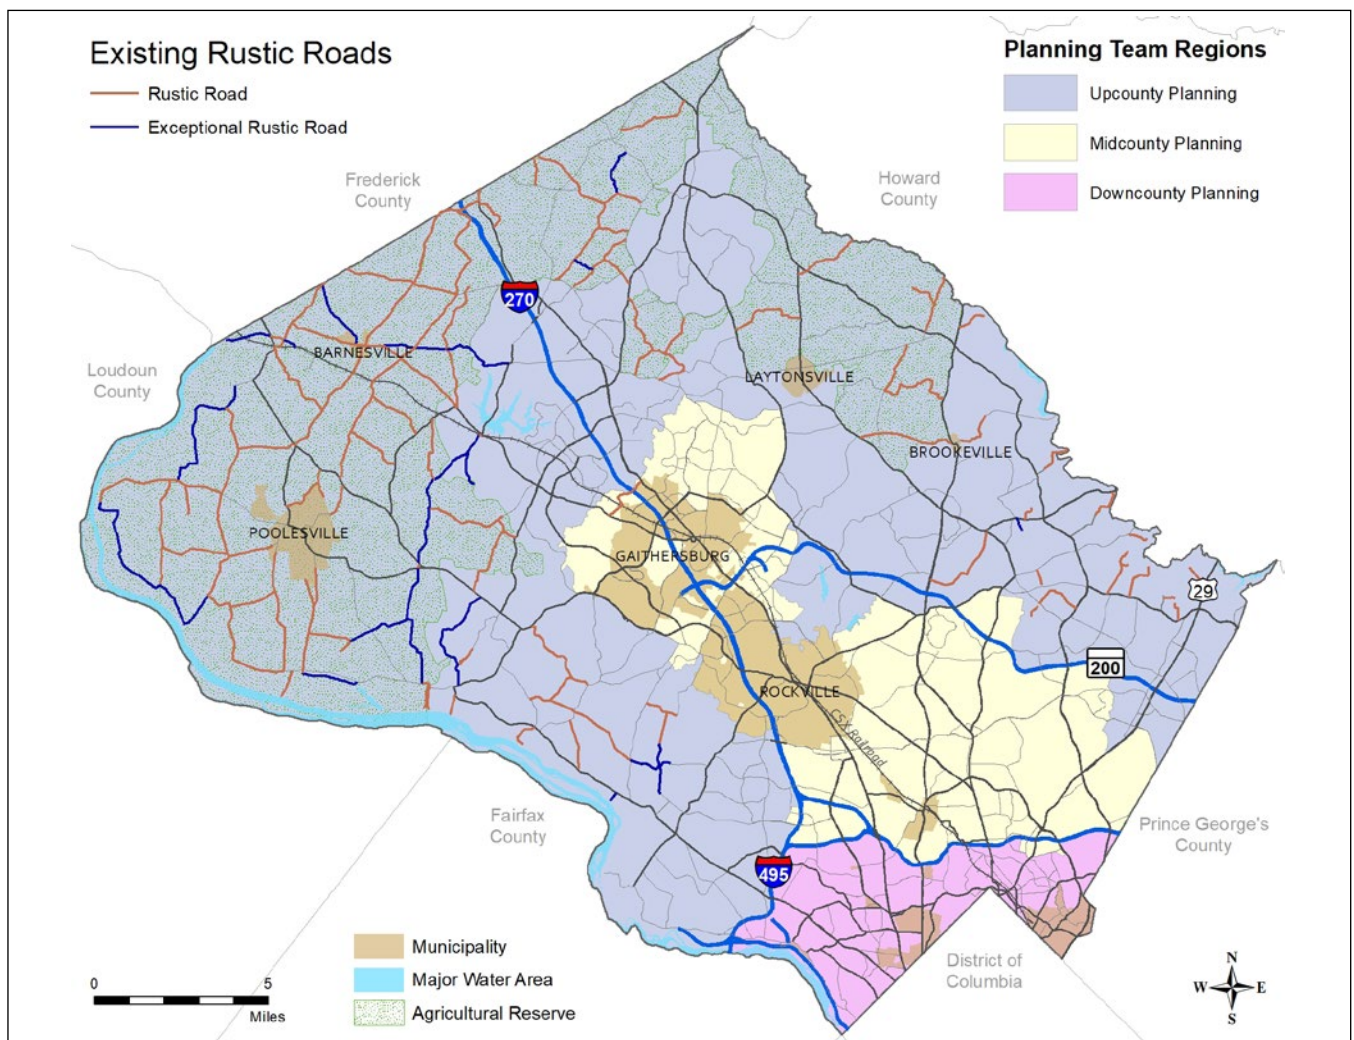 Existing Rustic Roads
Rustic Road
Exceptional Rustic Road
Planning Team Regions
Upcounty Planning
Midcounty Planning
Downcounty Planning
Frederick
County
Howard
County
270
BARNESVILLE
Loudoun
County
LAYTONSVILLE
BROOKEVILLE
POOLESVILLE
GAITHERSBURG
29
200
ROCKVILLE
CSX Railroad
Fairfax
County
Prince George's
County
495
District of
Columbia
Municipality
Major Water Area
Agricultural Reserve
0 5
Miles
N
W E
S